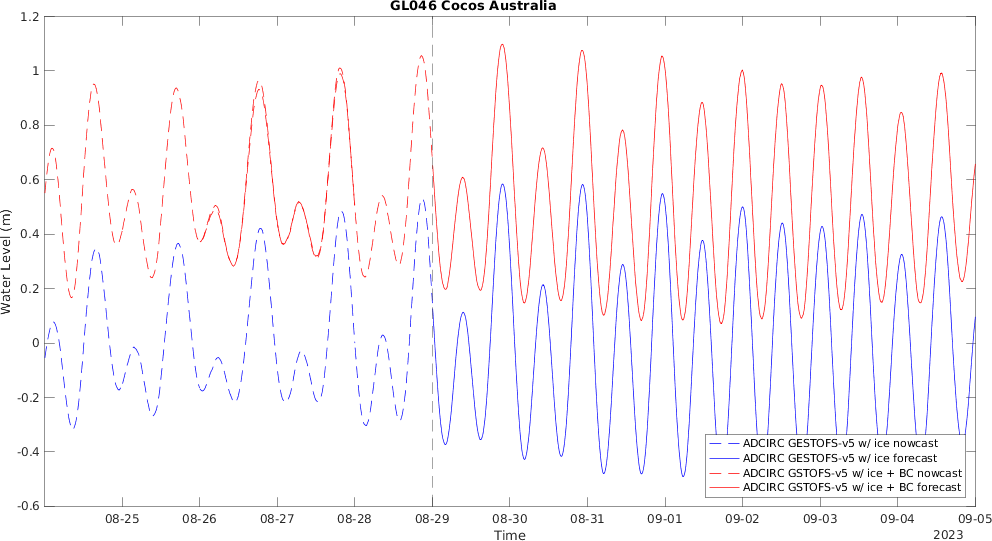 GL046 Cocos Australia
1.2
1
0.8
0.6
0.4
0.2
0
-0.2
-0.4
-0.6
Water Level (m)
08-25 08-26 08-27 08-28 08-29 08-30 08-31 09-01 09-02 09-03 09-04 09-05
Time
2023
ADCIRC GESTOFS-v5 w/ ice nowcast
ADCIRC GESTOFS-v5 w/ ice forecast
ADCIRC GSTOFS-v5 w/ ice + BC nowcast
ADCIRC GSTOFS-v5 w/ ice + BC forecast